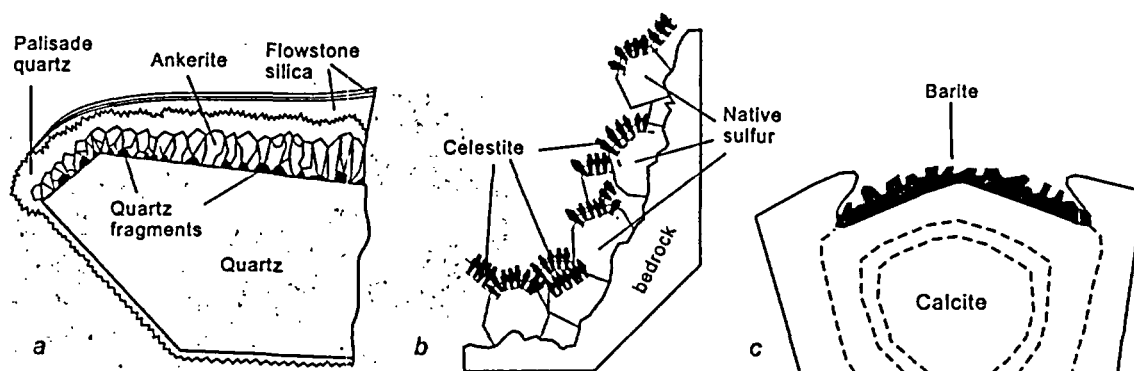 Palisade
quartz
Ankerite
Flowstone
silica
Quartz
fragments
Quartz
a
Celestite
Native
sulfur
bedrock
b
Barite
Calcite
c